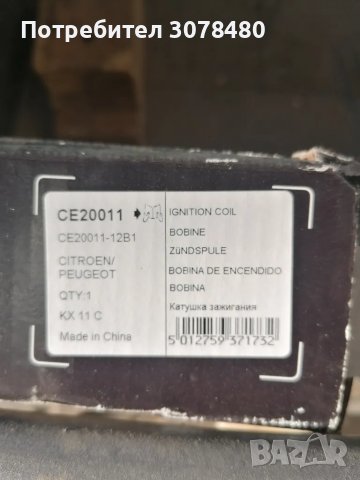 Потребител 3078480
CE20011
CE20011-12B1
CITROEN/
PEUGEOT
QTY:1
KX 11 C
Made in China
IGNITION COIL
BOBINE
ZüNDSPULE
BOBINA DE ENCENDIDO
BOBINA
Катушка зажигания
5 012759 371732
BAZAR